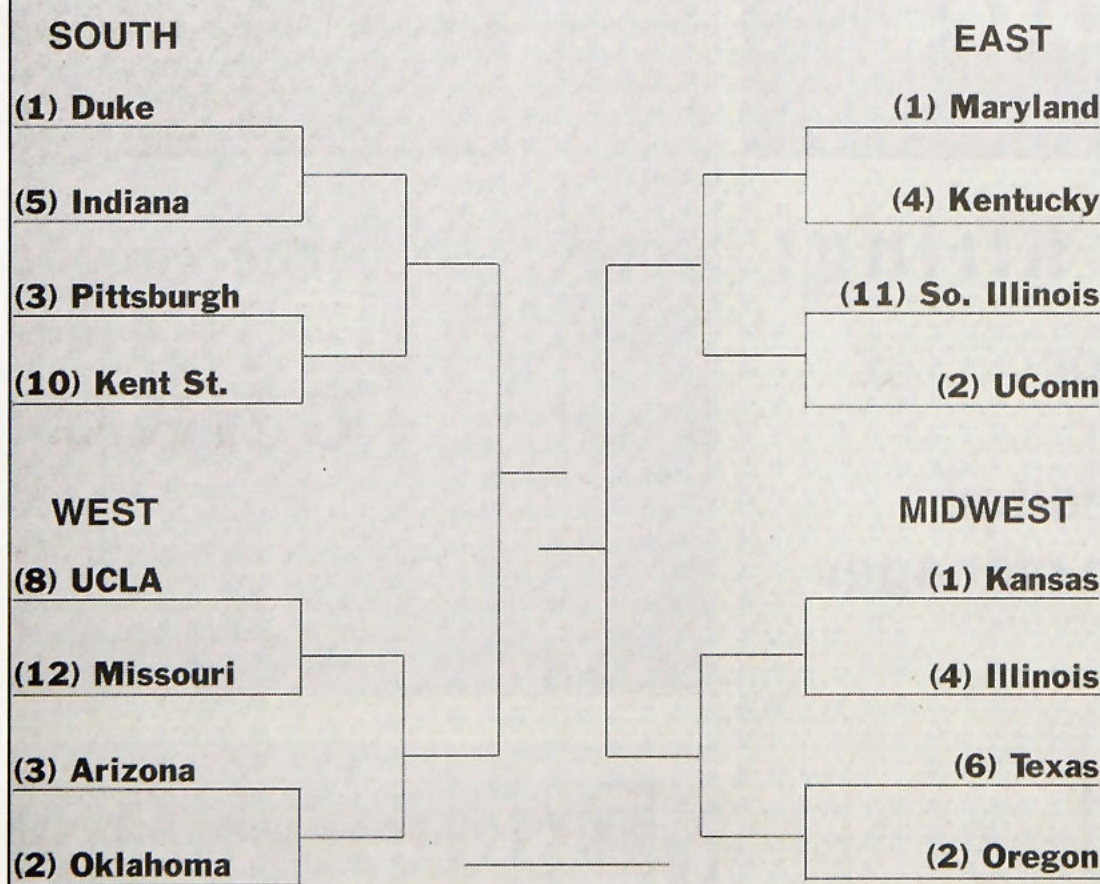 SOUTH
(1) Duke
(5) Indiana
(3) Pittsburgh
(10) Kent St.
WEST
(8) UCLA
(12) Missouri
(3) Arizona
(2) Oklahoma
EAST
(1) Maryland
(4) Kentucky
(11) So. Illinois
(2) UConn
MIDWEST
(1) Kansas
(4) Illinois
(6) Texas
(2) Oregon